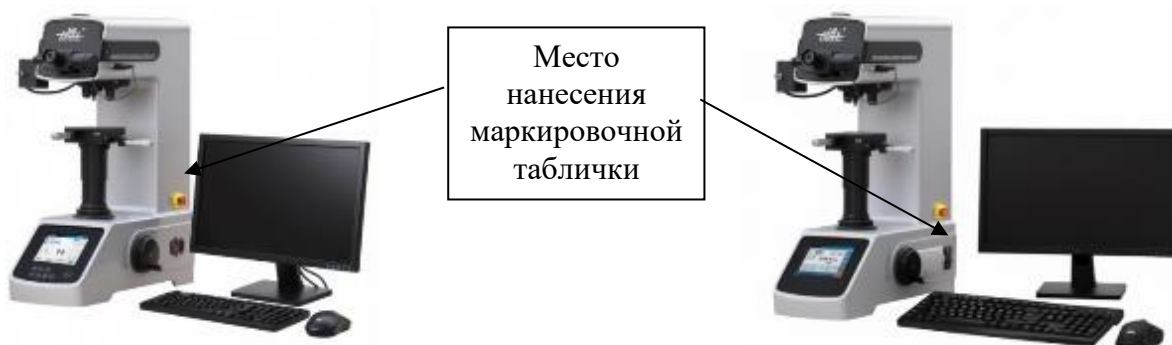 Место
нанесения
маркировочной
таблички